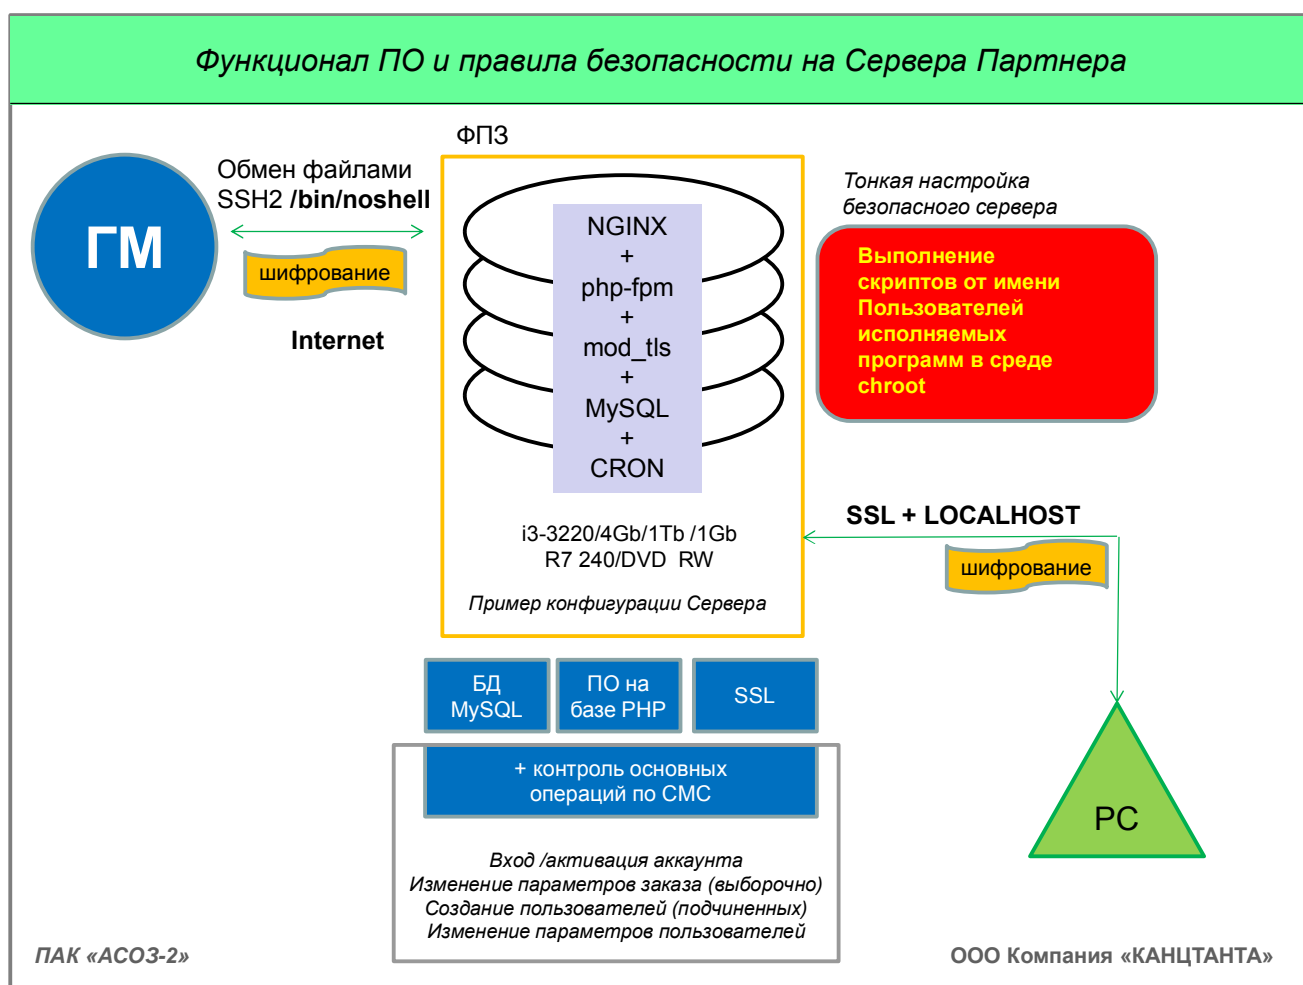 Функционал ПО и правила безопасности на Сервера Партнера
ФПЗ
ГМ
Обмен файлами
SSH2 /bin/noshell
шифрование
Internet
NGINX
+
php-fpm
+
mod_tls
+
MySQL
+
CRON
i3-3220/4Gb/1Tb /1Gb
R7 240/DVD RW
Пример конфигурации Сервера
Тонкая настройка
безопасного сервера
Выполнение
скриптов от имени
Пользователей
исполняемых
программ в среде
chroot
SSL + LOCALHOST
шифрование
РС
БД
MySQL
ПО на
базе PHP
SSL
+ контроль основных
операций по СМС
Вход /активация аккаунта
Изменение параметров заказа (выборочно)
Создание пользователей (подчиненных)
Изменение параметров пользователей
ПАК «АСОЗ-2»
ООО Компания «КАНЦТАНТА»